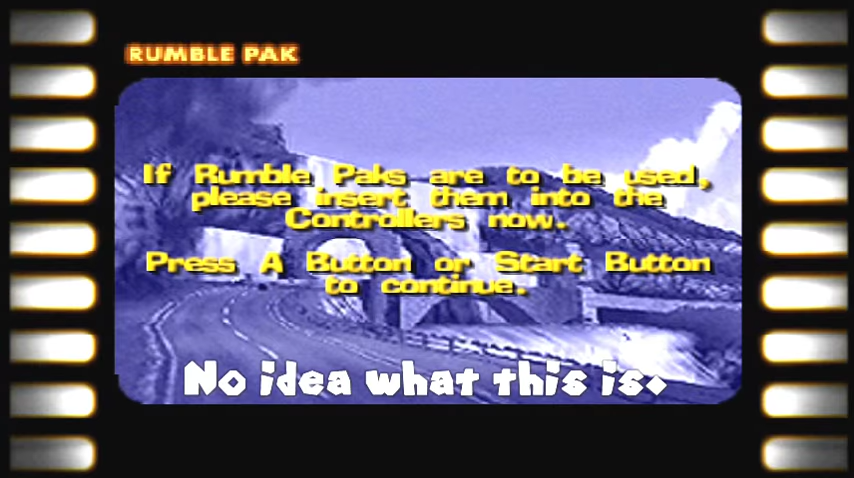 RUMBLE PAK
If Rumble Paks are to be used,
please insert them into the
Controllers now.
Press A Button or Start Button
to continue.
No idea what this is.